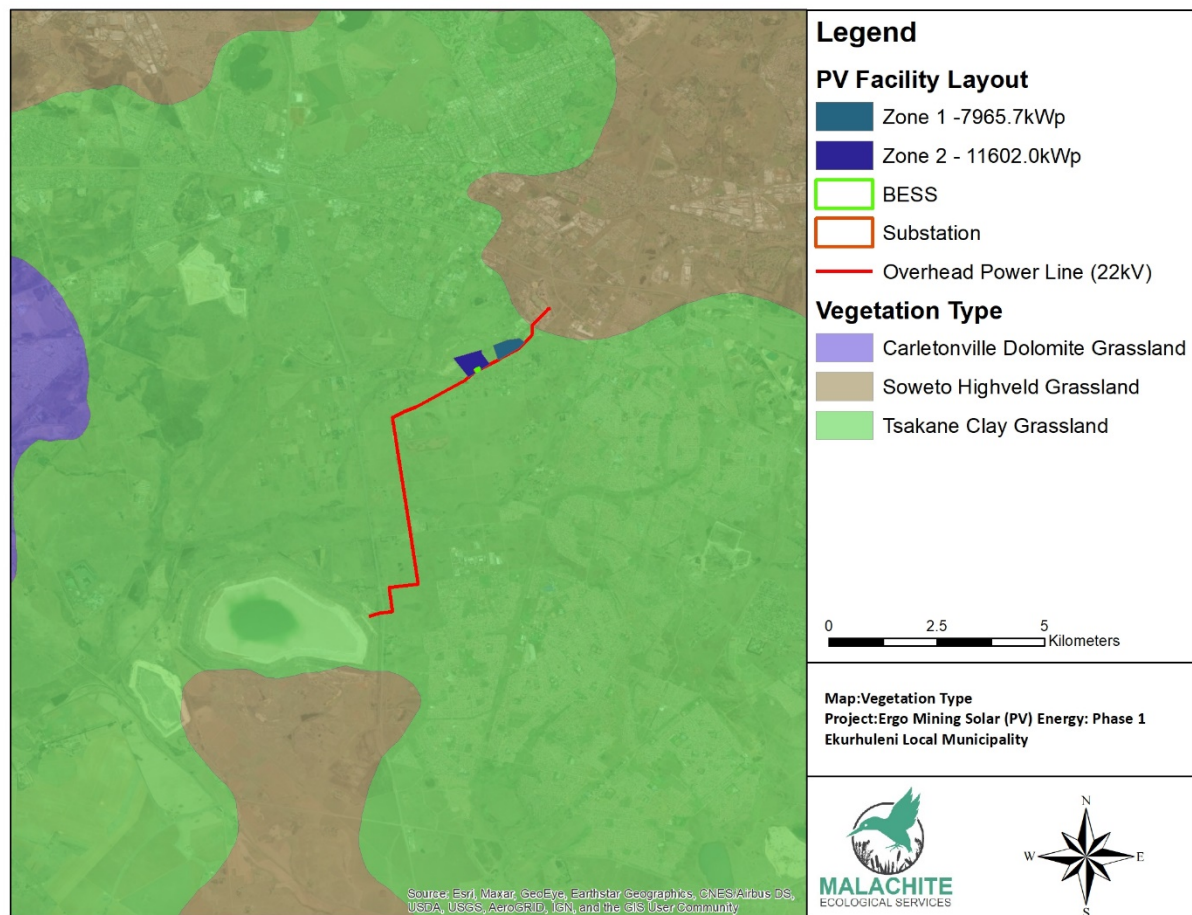 Legend
PV Facility Layout
Zone 1 -7965.7kWp
Zone 2 - 11602.0kWp
BESS
Substation
Overhead Power Line (22kV)
Vegetation Type
Carletonville Dolomite Grassland
Soweto Highveld Grassland
Tsakane Clay Grassland
0 2.5 5
Kilometers
Map:Vegetation Type
Project:Ergo Mining Solar (PV) Energy: Phase 1
Ekurhuleni Local Municipality
MALACHITE
ECOLOGICAL SERVICES
N
W E
S
Source: Esri, Maxar, GeoEye, Earthstar Geographics, CNES/Airbus DS,
USDA, USGS, AeroGRID, IGN, and the GIS User Community